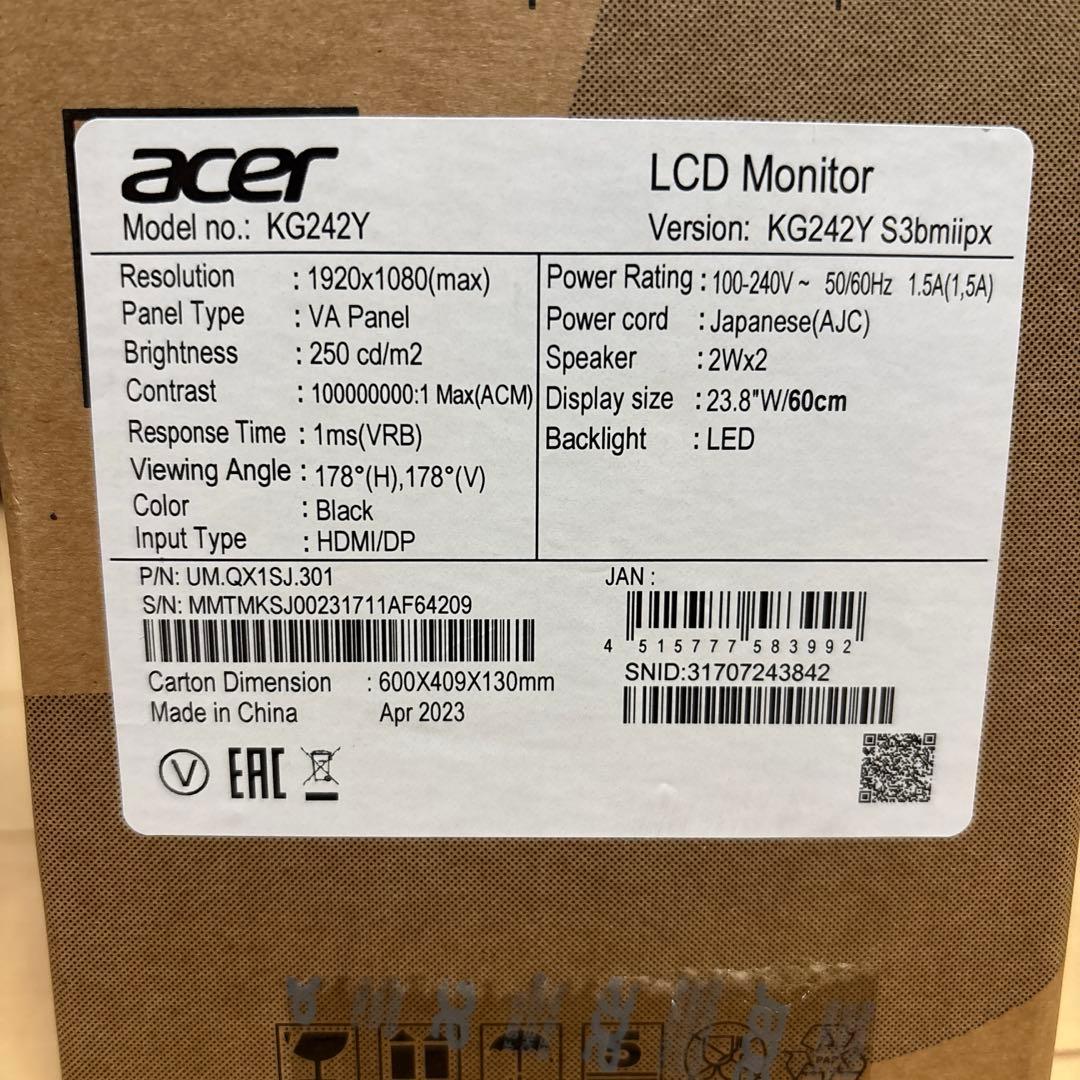 acer
LCD Monitor
Model no.: KG242Y
Version: KG242Y S3bmiipx
Resolution : 1920x1080(max)
Panel Type : VA Panel
Brightness : 250 cd/m2
Contrast : 100000000:1 Max(ACM)
Response Time : 1ms(VRB)
Viewing Angle : 178°(H),178°(V)
Color : Black
Input Type : HDMI/DP
Power Rating : 100-240V ~ 50/60Hz 1.5A(1,5A)
Power cord : Japanese(AJC)
Speaker : 2Wx2
Display size : 23.8"W/60cm
Backlight : LED
P/N: UM.QX1SJ.301
S/N: MMTMKSJ00231711AF64209
Carton Dimension : 600X409X130mm
Made in China Apr 2023
JAN :
4 515777 583992
SNID:31707243842
V EAC
5
PAP